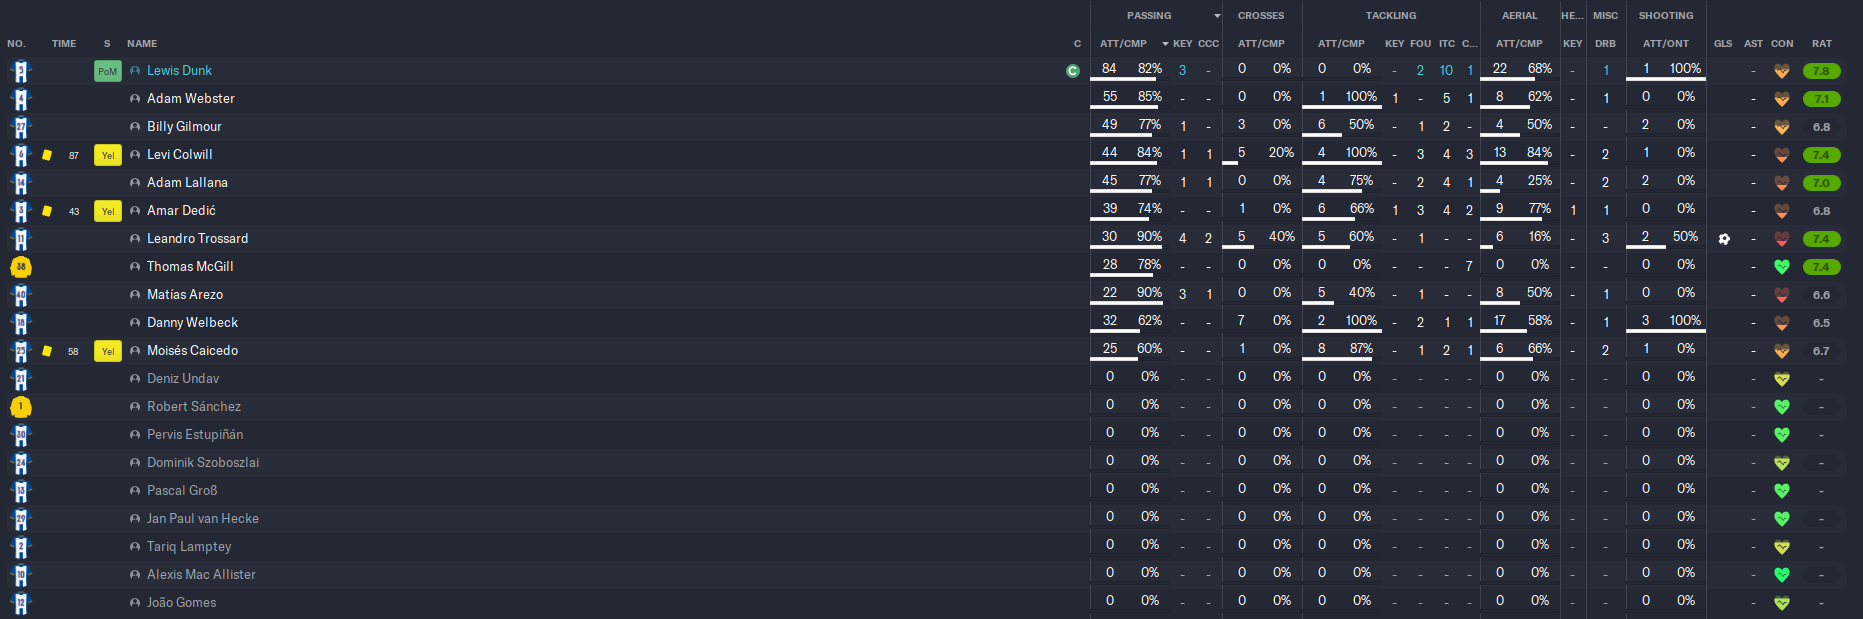 PASSING CROSSES TACKLING AERIAL HE... MISC SHOOTING
NO. TIME S NAME C ATT/CMP KEY CCC ATT/CMP ATT/CMP KEY FOU ITC C... ATT/CMP KEY DRB ATT/ONT GLS AST CON RAT
5 PoM Lewis Dunk C 84 82% 3 - 0 0% 0 0% - 2 10 1 22 68% - 1 1 100% - 7.8
4 Adam Webster 55 85% - - 0 0% 1 100% 1 - 5 1 8 62% - 1 0 0% - 7.1
27 Billy Gilmour 49 77% 1 - 3 0% 6 50% - 1 2 - 4 50% - - 2 0% - 6.8
6 87 Yel Levi Colwill 44 84% 1 1 5 20% 4 100% - 3 4 3 13 84% - 2 1 0% - 7.4
14 Adam Lallana 45 77% 1 1 0 0% 4 75% - 2 4 1 4 25% - 2 2 0% - 7.0
3 43 Yel Amar Dedić 39 74% - - 1 0% 6 66% 1 3 4 2 9 77% 1 1 0 0% - 6.8
11 Leandro Trossard 30 90% 4 2 5 40% 5 60% - 1 - - 6 16% - 3 2 50% - 7.4
38 Thomas McGill 28 78% - - 0 0% 0 0% - - - 7 0 0% - - 0 0% - 7.4
40 Matías Arezo 22 90% 3 1 0 0% 5 40% - 1 - - 8 50% - 1 0 0% - 6.6
18 Danny Welbeck 32 62% - - 7 0% 2 100% - 2 1 1 17 58% - 1 3 100% - 6.5
25 58 Yel Moisés Caicedo 25 60% - - 1 0% 8 87% - 1 2 1 6 66% - 2 1 0% - 6.7
21 Deniz Undav 0 0% - - 0 0% 0 0% - - - - 0 0% - - 0 0% - -
1 Robert Sánchez 0 0% - - 0 0% 0 0% - - - - 0 0% - - 0 0% - -
30 Pervis Estupiñán 0 0% - - 0 0% 0 0% - - - - 0 0% - - 0 0% - -
24 Dominik Szoboszlai 0 0% - - 0 0% 0 0% - - - - 0 0% - - 0 0% - -
13 Pascal Groß 0 0% - - 0 0% 0 0% - - - - 0 0% - - 0 0% - -
29 Jan Paul van Hecke 0 0% - - 0 0% 0 0% - - - - 0 0% - - 0 0% - -
2 Tariq Lamptey 0 0% - - 0 0% 0 0% - - - - 0 0% - - 0 0% - -
10 Alexis Mac Allister 0 0% - - 0 0% 0 0% - - - - 0 0% - - 0 0% - -
12 João Gomes 0 0% - - 0 0% 0 0% - - - - 0 0% - - 0 0% - -